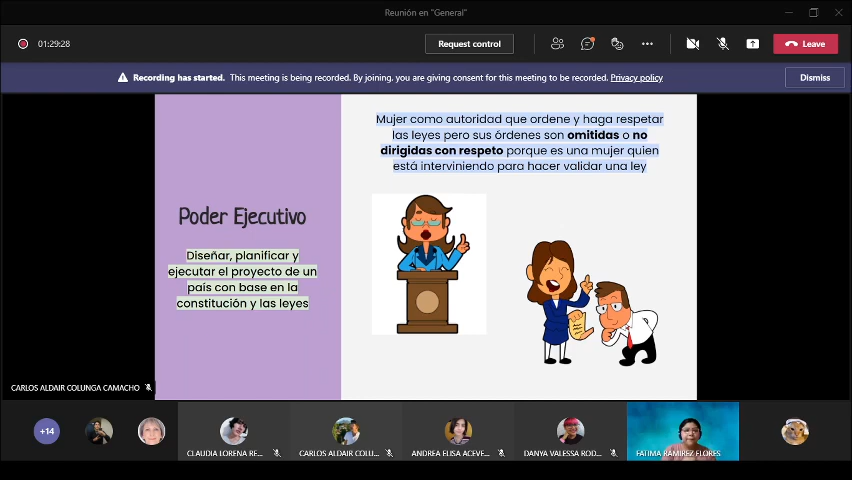 Reunión en "General"
01:29:28
Request control
Leave
Recording has started. This meeting is being recorded. By joining, you are giving consent for this meeting to be recorded. Privacy policy
Dismiss
Mujer como autoridad que ordene y haga respetar
las leyes pero sus órdenes son omitidas o no
dirigidas con respeto porque es una mujer quien
está interviniendo para hacer validar una ley
Poder Ejecutivo
Diseñar, planificar y
ejecutar el proyecto de un
país con base en la
constitución y las leyes
CARLOS ALDAIR COLUNGA CAMACHO
+14
CLAUDIA LORENA RE...
CARLOS ALDAIR COLU...
ANDREA ELISA ACEVE...
DANYA VALESSA ROD...
FATIMA RAMIREZ FLORES